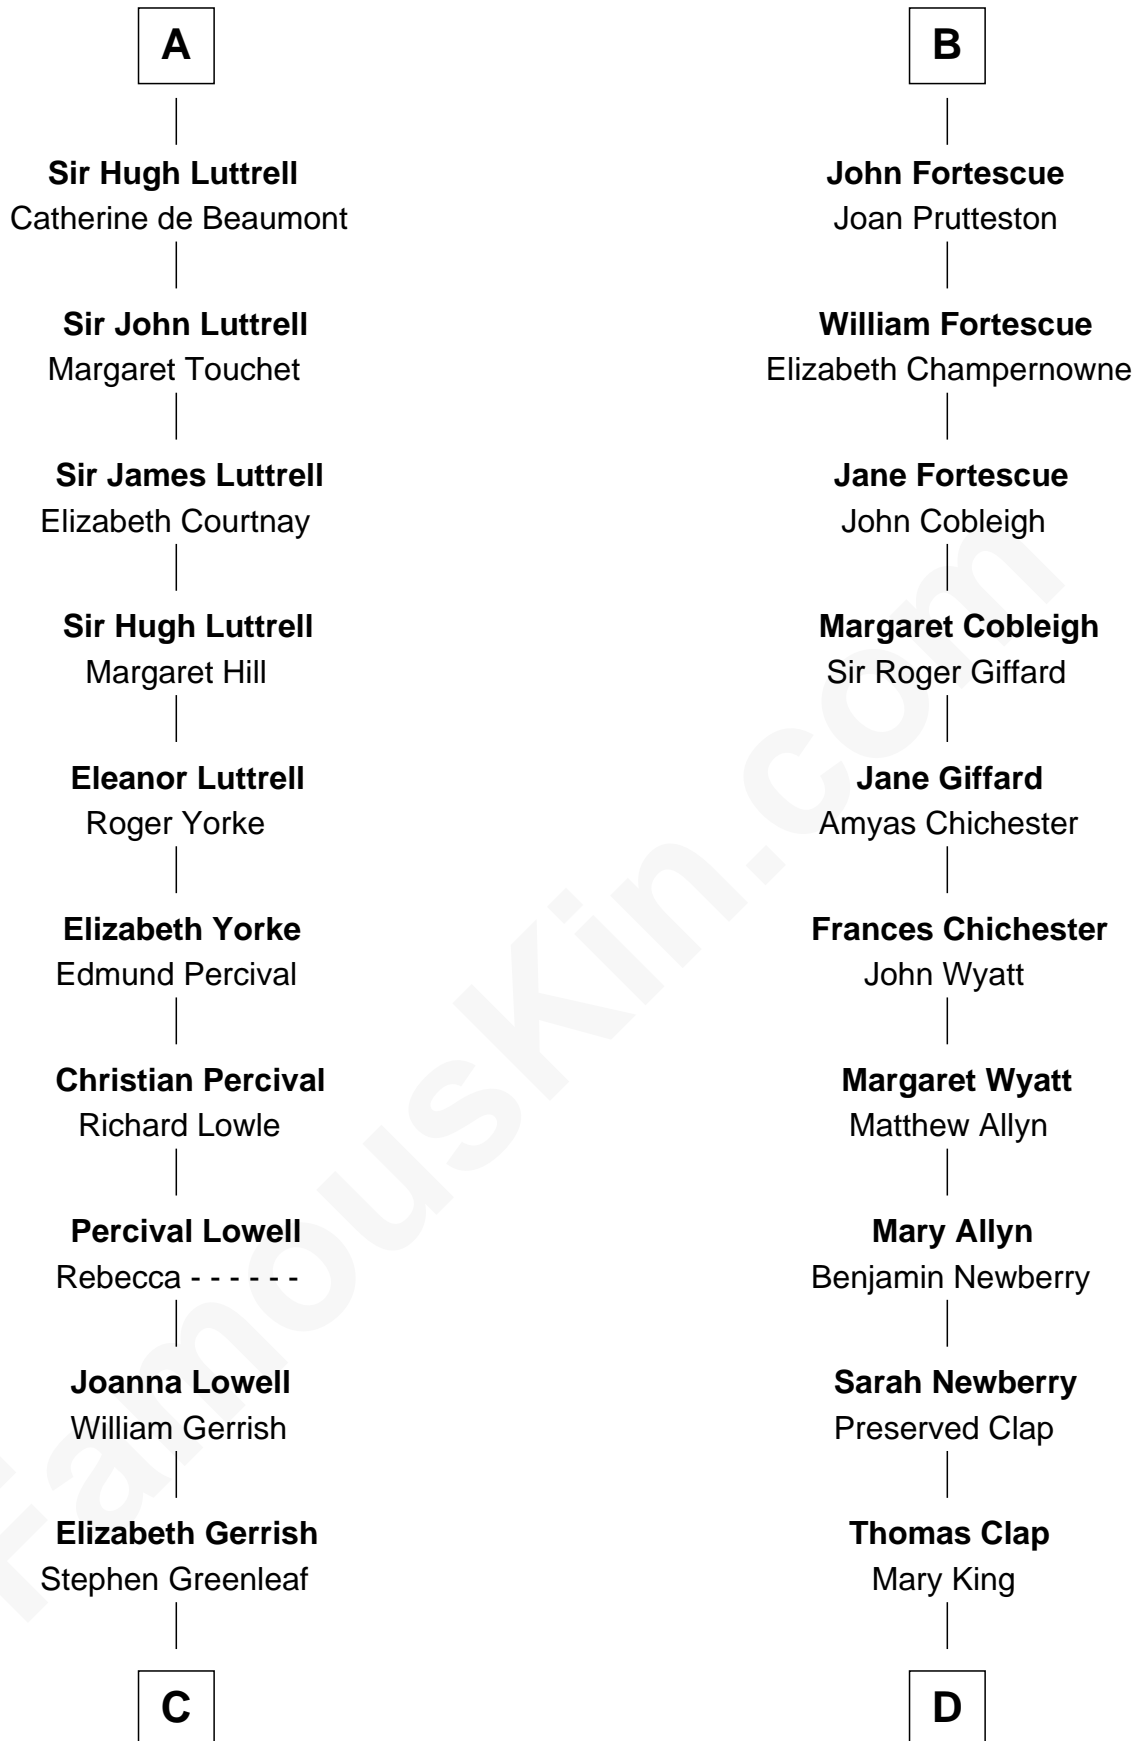 A
Sir Hugh Luttrell
Catherine de Beaumont
Sir John Luttrell
Margaret Touchet
Sir James Luttrell
Elizabeth Courtnay
Sir Hugh Luttrell
Margaret Hill
Eleanor Luttrell
Roger Yorke
Elizabeth Yorke
Edmund Percival
Christian Percival
Richard Lowle
Percival Lowell
Rebecca - - - - - -
Joanna Lowell
William Gerrish
Elizabeth Gerrish
Stephen Greenleaf
C
B
John Fortescue
Joan Prutteston
William Fortescue
Elizabeth Champernowne
Jane Fortescue
John Cobleigh
Margaret Cobleigh
Sir Roger Giffard
Jane Giffard
Amyas Chichester
Frances Chichester
John Wyatt
Margaret Wyatt
Matthew Allyn
Mary Allyn
Benjamin Newberry
Sarah Newberry
Preserved Clap
Thomas Clap
Mary King
D
FamousKin.com